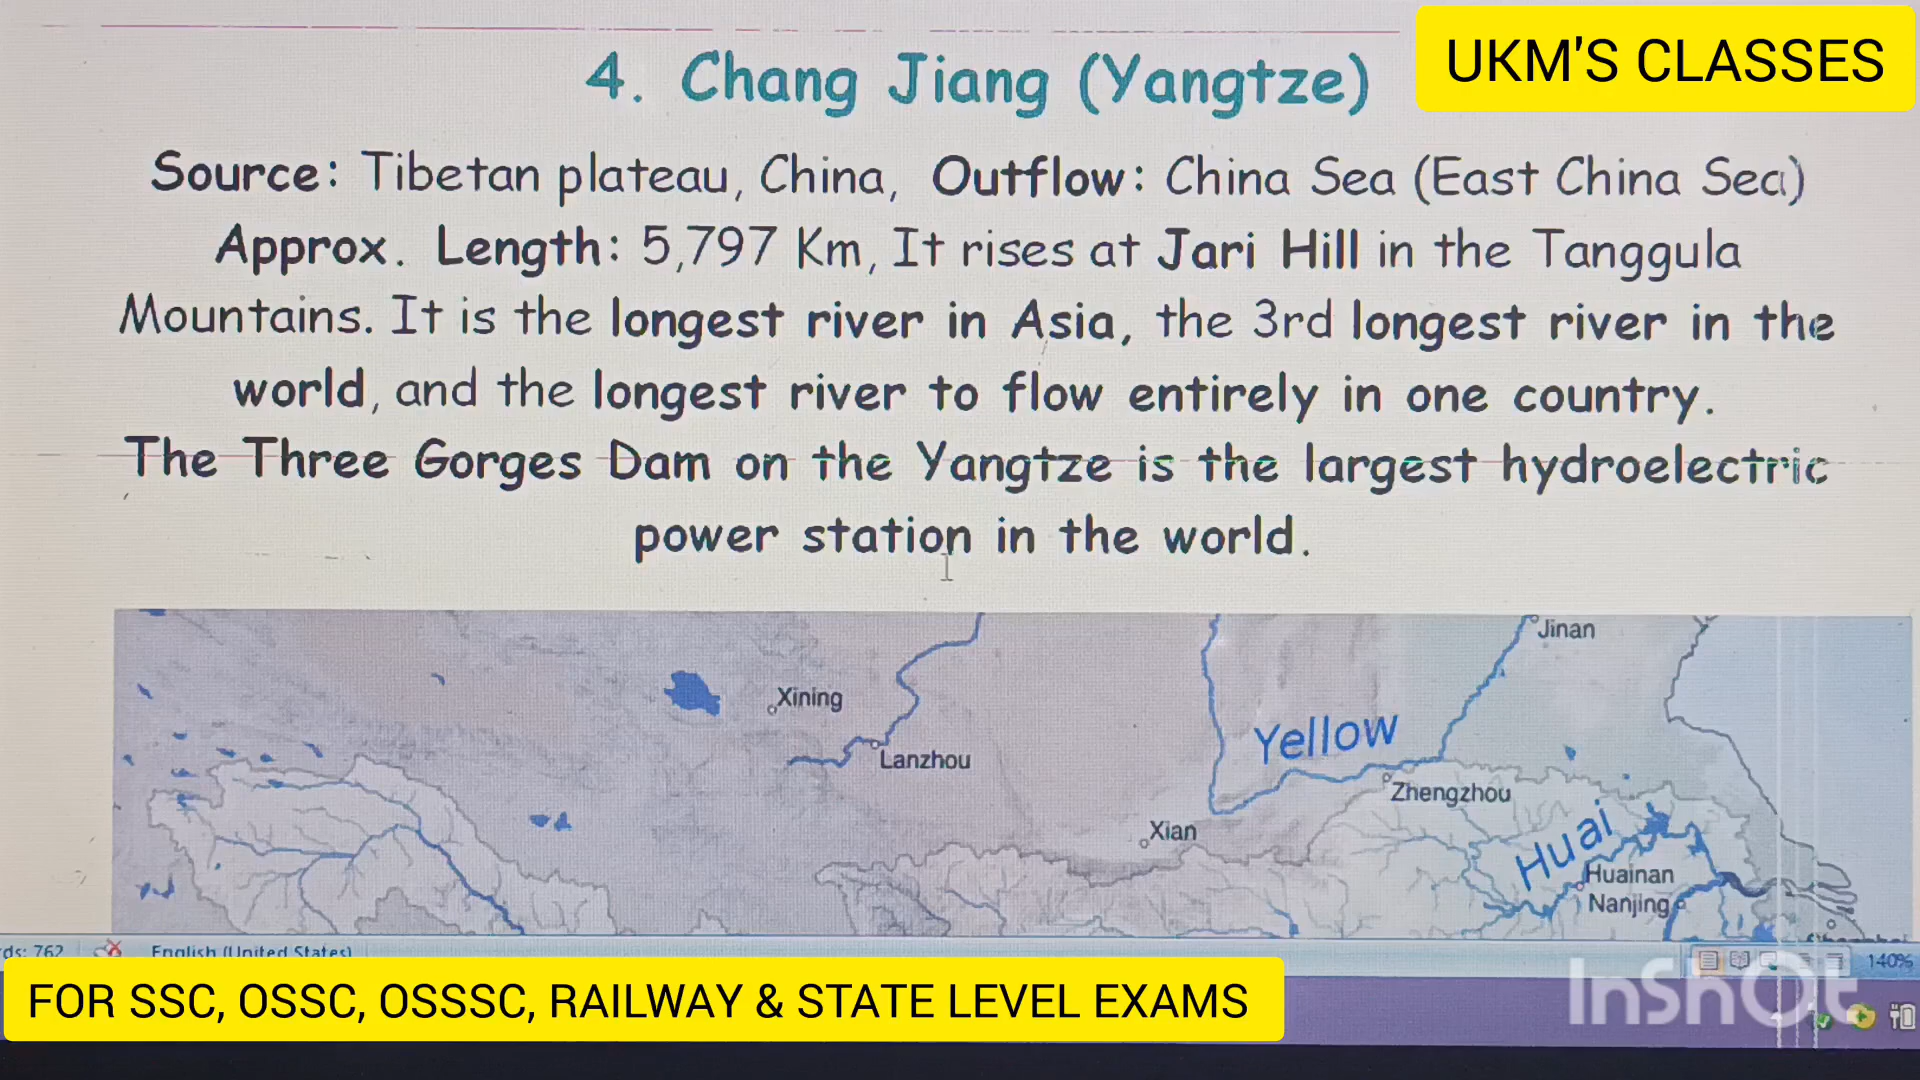 UKM'S CLASSES
4. Chang Jiang (Yangtze)
Source: Tibetan plateau, China, Outflow: China Sea (East China Sea)
Approx. Length: 5,797 Km, It rises at Jari Hill in the Tanggula
Mountains. It is the longest river in Asia, the 3rd longest river in the
world, and the longest river to flow entirely in one country.
The Three Gorges Dam on the Yangtze is the largest hydroelectric
power station in the world.
Jinan
Xining
Yellow
Lanzhou
Zhengzhou
Xian
Huai
Huainan
Nanjing
762
English (United States)
140%
FOR SSC, OSSC, OSSSC, RAILWAY & STATE LEVEL EXAMS
InShOt